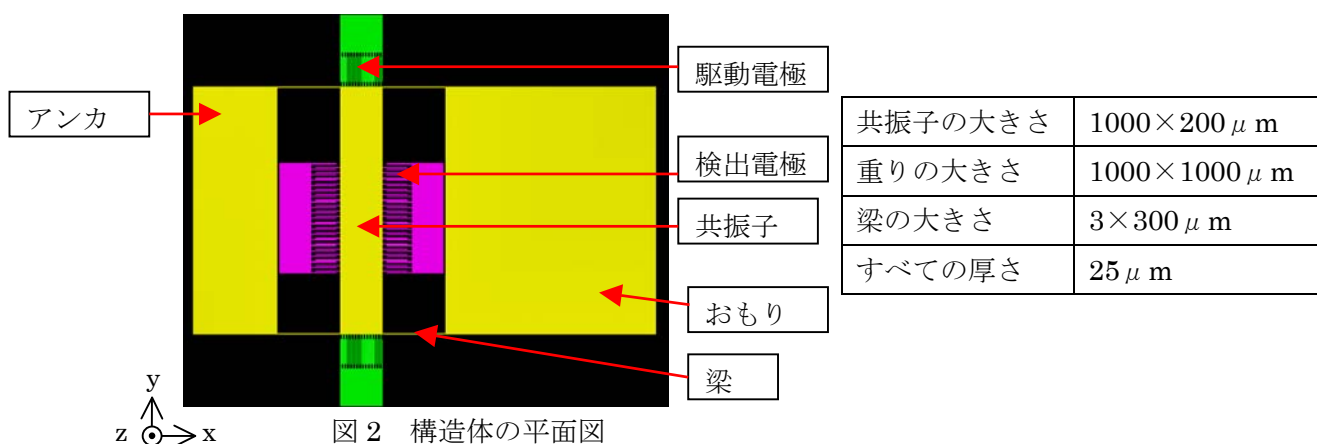 駆動電極
アンカ
検出電極
共振子
おもり
梁
共振子の大きさ 1000×200μm
重りの大きさ 1000×1000μm
梁の大きさ 3×300μm
すべての厚さ 25μm
y
z x
図2 構造体の平面図